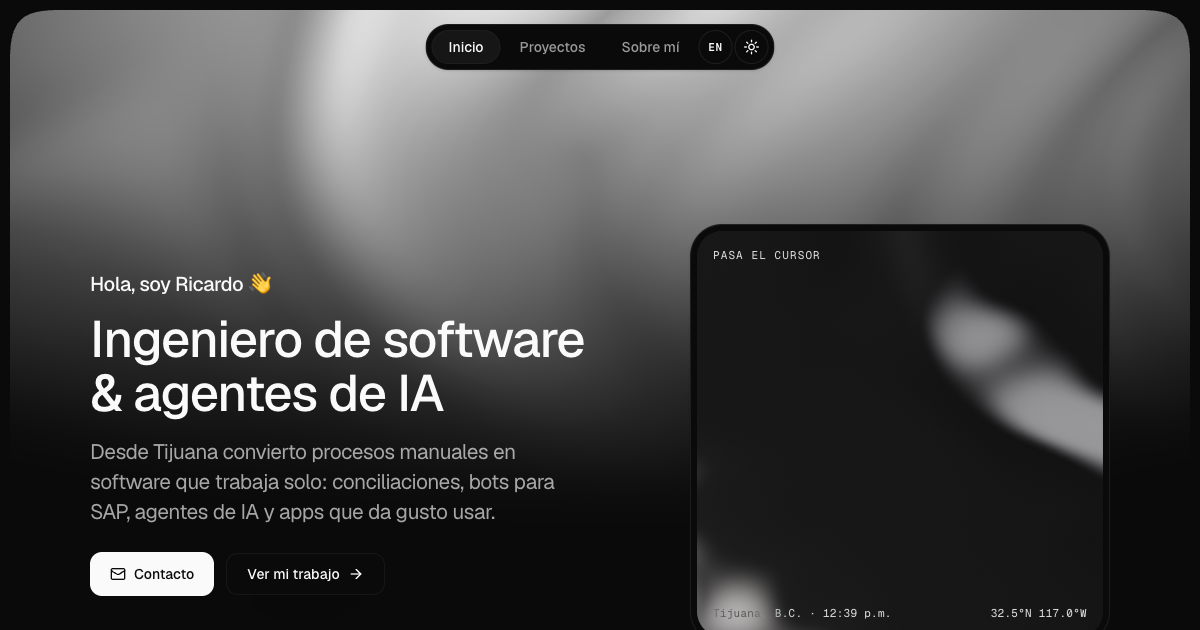 Inicio Proyectos Sobre mí EN
PASA EL CURSOR
Hola, soy Ricardo 👋
Ingeniero de software
& agentes de IA
Desde Tijuana convierto procesos manuales en
software que trabaja solo: conciliaciones, bots para
SAP, agentes de IA y apps que da gusto usar.
Contacto Ver mi trabajo →
Tijuana B.C. · 12:39 p.m. 32.5°N 117.0°W